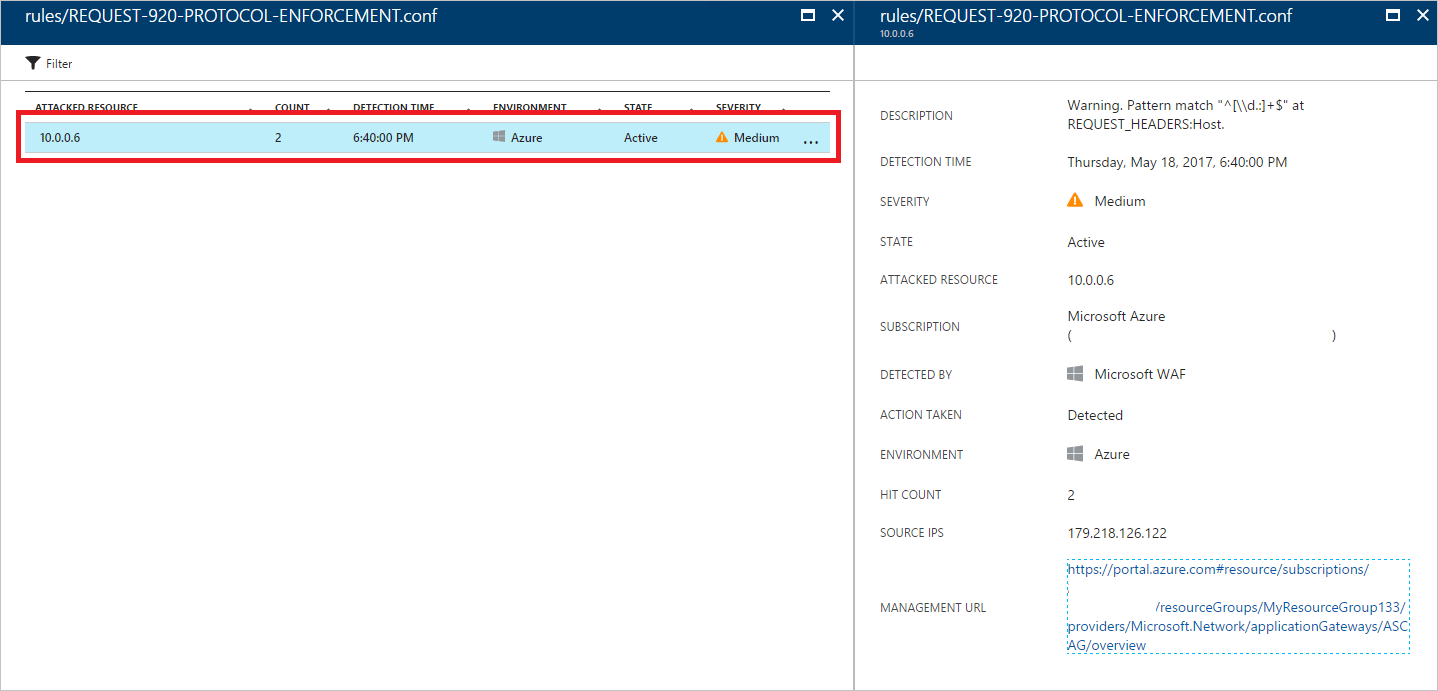 rules/REQUEST-920-PROTOCOL-ENFORCEMENT.conf
Filter
ATTACKED RESOURCE COUNT DETECTION TIME ENVIRONMENT STATE SEVERITY
10.0.0.6 2 6:40:00 PM Azure Active Medium ...
rules/REQUEST-920-PROTOCOL-ENFORCEMENT.conf
10.0.0.6
DESCRIPTION
Warning. Pattern match "^[\\d.:]+$" at
REQUEST_HEADERS:Host.
DETECTION TIME Thursday, May 18, 2017, 6:40:00 PM
SEVERITY Medium
STATE Active
ATTACKED RESOURCE 10.0.0.6
SUBSCRIPTION
Microsoft Azure
( )
DETECTED BY Microsoft WAF
ACTION TAKEN Detected
ENVIRONMENT Azure
HIT COUNT 2
SOURCE IPS 179.218.126.122
MANAGEMENT URL
https://portal.azure.com#resource/subscriptions/
/resourceGroups/MyResourceGroup133/
providers/Microsoft.Network/applicationGateways/ASC
AG/overview